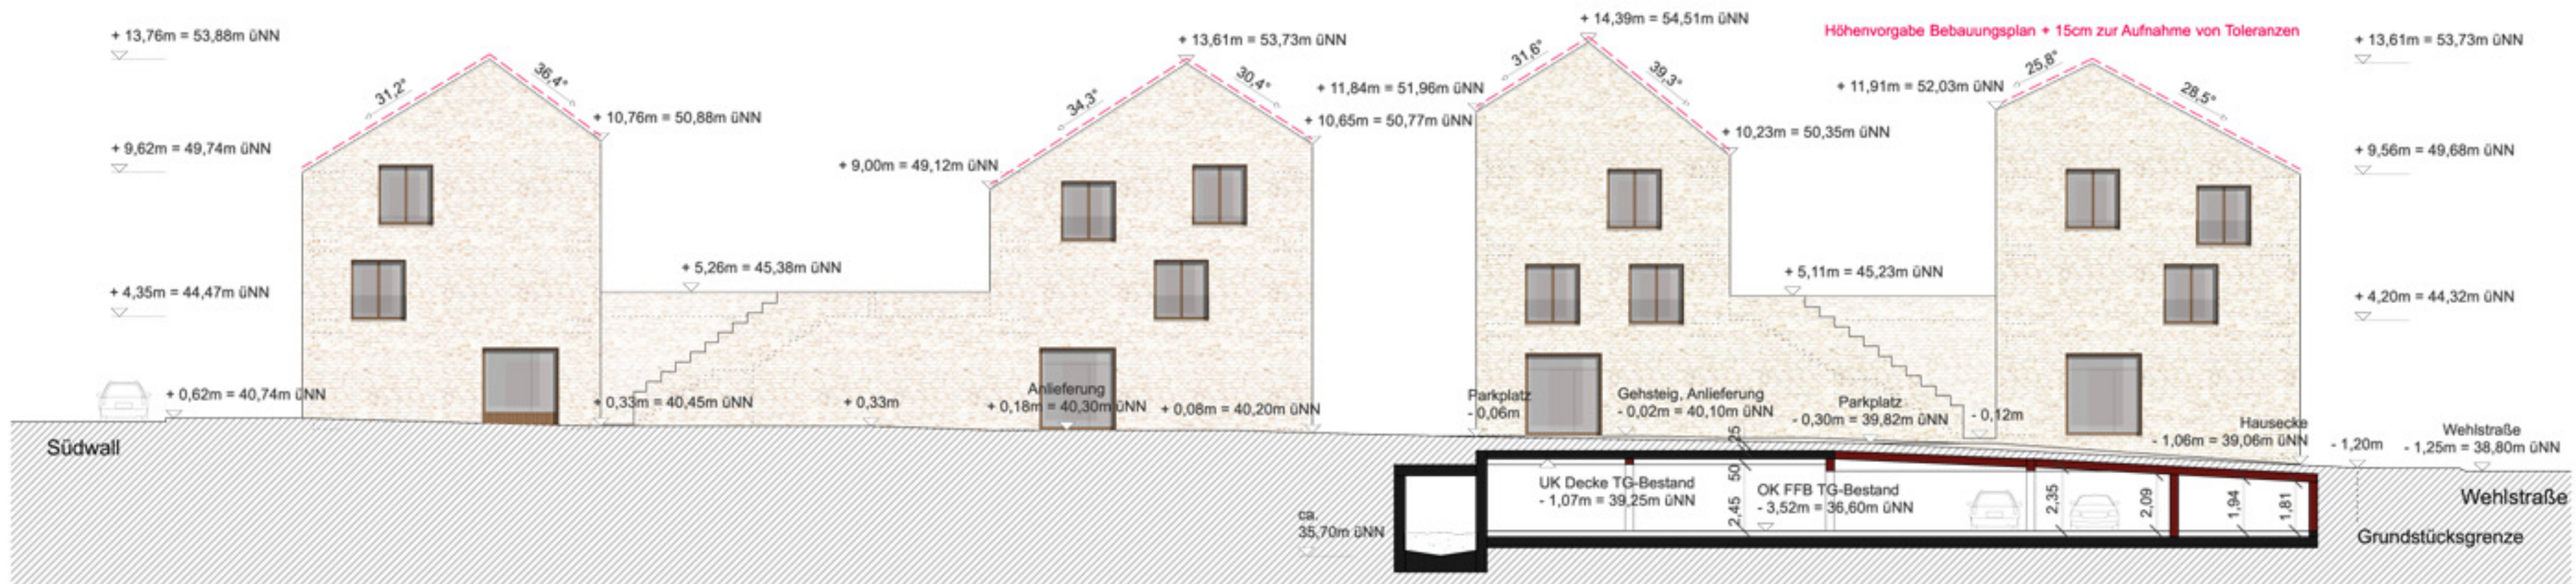 + 13,76m = 53,88m üNN
+ 9,62m = 49,74m üNN
+ 4,35m = 44,47m üNN
+ 0,62m = 40,74m üNN
Südwall
31,2°
36,4°
+ 10,76m = 50,88m üNN
+ 5,26m = 45,38m üNN
+ 0,33m = 40,45m üNN
+ 0,33m
+ 9,00m = 49,12m üNN
34,3°
+ 13,61m = 53,73m üNN
30,4°
Anlieferung
+ 0,18m = 40,30m üNN
+ 0,08m = 40,20m üNN
+ 11,84m = 51,96m üNN
+ 10,65m = 50,77m üNN
31,6°
+ 14,39m = 54,51m üNN
39,3°
+ 10,23m = 50,35m üNN
Höhenvorgabe Bebauungsplan + 15cm zur Aufnahme von Toleranzen
+ 11,91m = 52,03m üNN
25,8°
28,5°
+ 5,11m = 45,23m üNN
Parkplatz
- 0,06m
Gehsteig, Anlieferung
- 0,02m = 40,10m üNN
Parkplatz
- 0,30m = 39,82m üNN
- 0,12m
Hausecke
- 1,06m = 39,06m üNN
+ 13,61m = 53,73m üNN
+ 9,56m = 49,68m üNN
+ 4,20m = 44,32m üNN
- 1,20m
Wehlstraße
- 1,25m = 38,80m üNN
Wehlstraße
Grundstücksgrenze
ca.
35,70m üNN
UK Decke TG-Bestand
- 1,07m = 39,25m üNN
25
50
2,45
OK FFB TG-Bestand
- 3,52m = 36,60m üNN
2,35
2,09
1,94
1,81